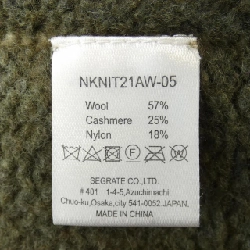 NKNIT21AW-05
Wool 57%
Cashmere 25%
Nylon 18%
SEGRATE CO.,LTD.
#401 1-4-5,Azuchimachi
Chuo-ku,Osaka,city 541-0052 JAPAN.
MADE IN JAPAN